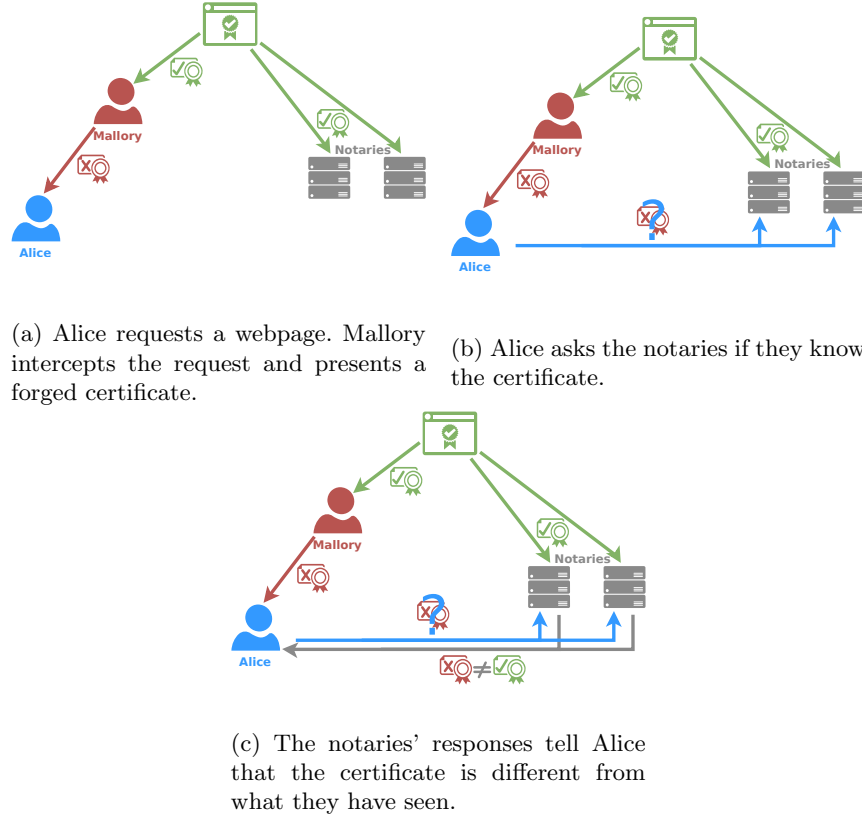 Mallory
Notaries
Alice
(a) Alice requests a webpage. Mallory
intercepts the request and presents a
forged certificate.
Mallory
Notaries
?
Alice
(b) Alice asks the notaries if they know
the certificate.
Mallory
Notaries
?
Alice
≠
(c) The notaries’ responses tell Alice
that the certificate is different from
what they have seen.